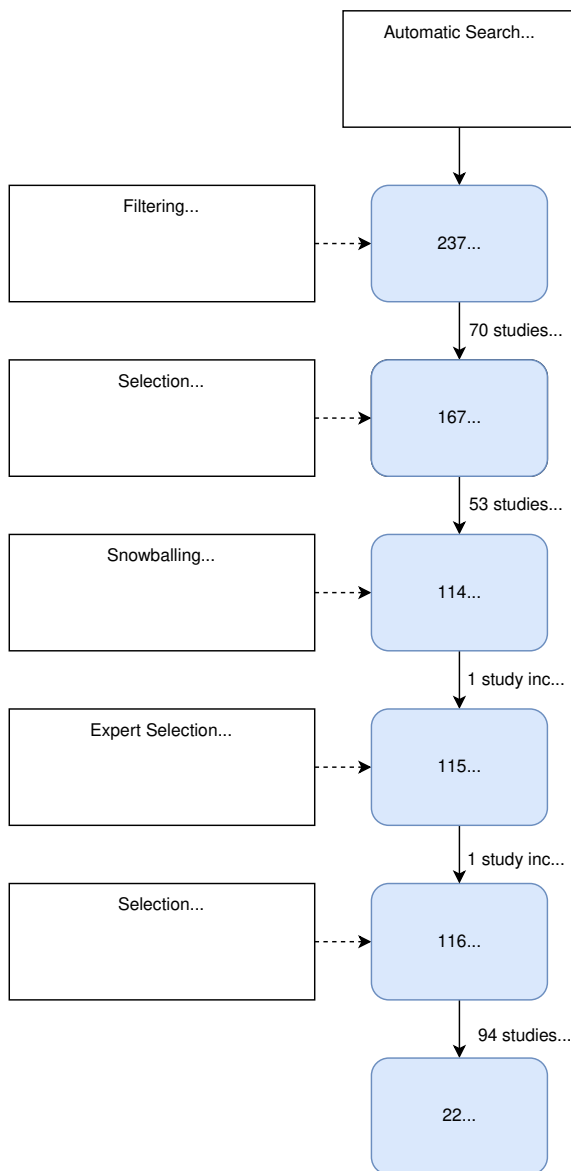 Automatic Search...
Filtering...
237...
70 studies...
Selection...
167...
53 studies...
Snowballing...
114...
1 study inc...
Expert Selection...
115...
1 study inc...
Selection...
116...
94 studies...
22...